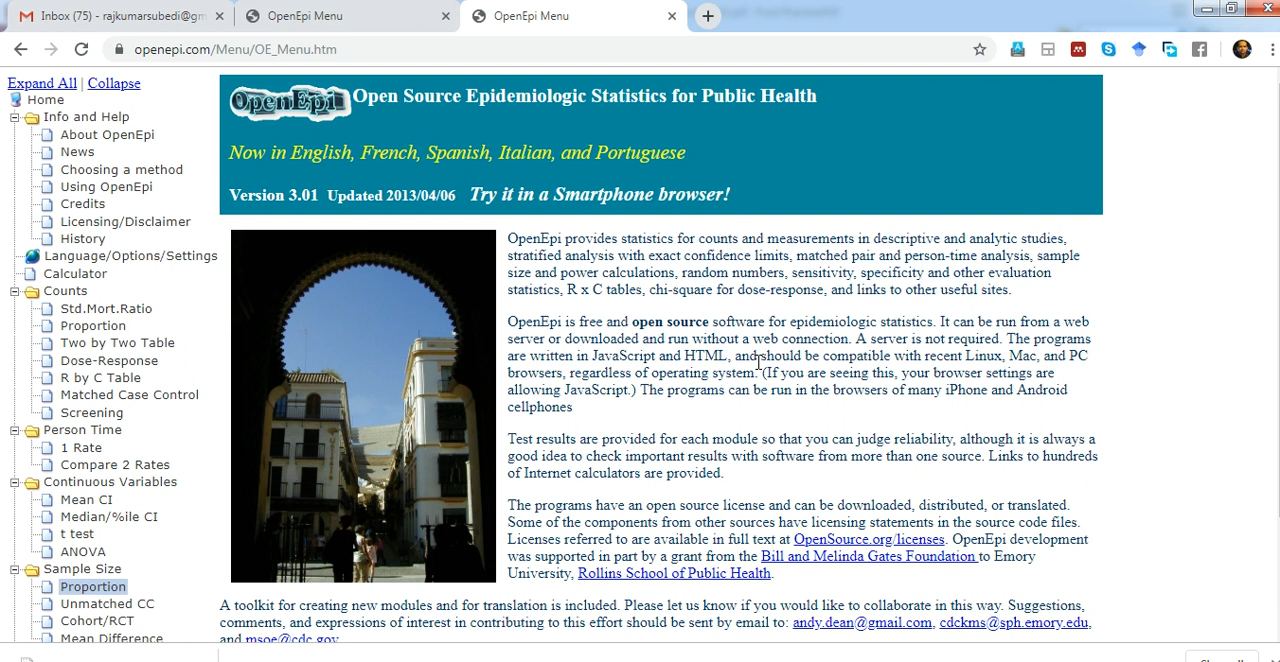 Inbox (75) - rajkumarsubedi@gm
OpenEpi Menu
OpenEpi Menu
openepi.com/Menu/OE_Menu.htm
Expand All | Collapse
Home
Info and Help
About OpenEpi
News
Choosing a method
Using OpenEpi
Credits
Licensing/Disclaimer
History
Language/Options/Settings
Calculator
Counts
Std.Mort.Ratio
Proportion
Two by Two Table
Dose-Response
R by C Table
Matched Case Control
Screening
Person Time
1 Rate
Compare 2 Rates
Continuous Variables
Mean CI
Median/%ile CI
t test
ANOVA
Sample Size
Proportion
Unmatched CC
Cohort/RCT
Mean Difference
OpenEpi Open Source Epidemiologic Statistics for Public Health
Now in English, French, Spanish, Italian, and Portuguese
Version 3.01 Updated 2013/04/06 Try it in a Smartphone browser!
OpenEpi provides statistics for counts and measurements in descriptive and analytic studies,
stratified analysis with exact confidence limits, matched pair and person-time analysis, sample
size and power calculations, random numbers, sensitivity, specificity and other evaluation
statistics, R x C tables, chi-square for dose-response, and links to other useful sites.
OpenEpi is free and open source software for epidemiologic statistics. It can be run from a web
server or downloaded and run without a web connection. A server is not required. The programs
are written in JavaScript and HTML, and should be compatible with recent Linux, Mac, and PC
browsers, regardless of operating system. (If you are seeing this, your browser settings are
allowing JavaScript.) The programs can be run in the browsers of many iPhone and Android
cellphones
Test results are provided for each module so that you can judge reliability, although it is always a
good idea to check important results with software from more than one source. Links to hundreds
of Internet calculators are provided.
The programs have an open source license and can be downloaded, distributed, or translated.
Some of the components from other sources have licensing statements in the source code files.
Licenses referred to are available in full text at OpenSource.org/licenses. OpenEpi development
was supported in part by a grant from the Bill and Melinda Gates Foundation to Emory
University, Rollins School of Public Health.
A toolkit for creating new modules and for translation is included. Please let us know if you would like to collaborate in this way. Suggestions,
comments, and expressions of interest in contributing to this effort should be sent by email to: andy.dean@gmail.com, cdckms@sph.emory.edu,
and msoe@cdc.gov.